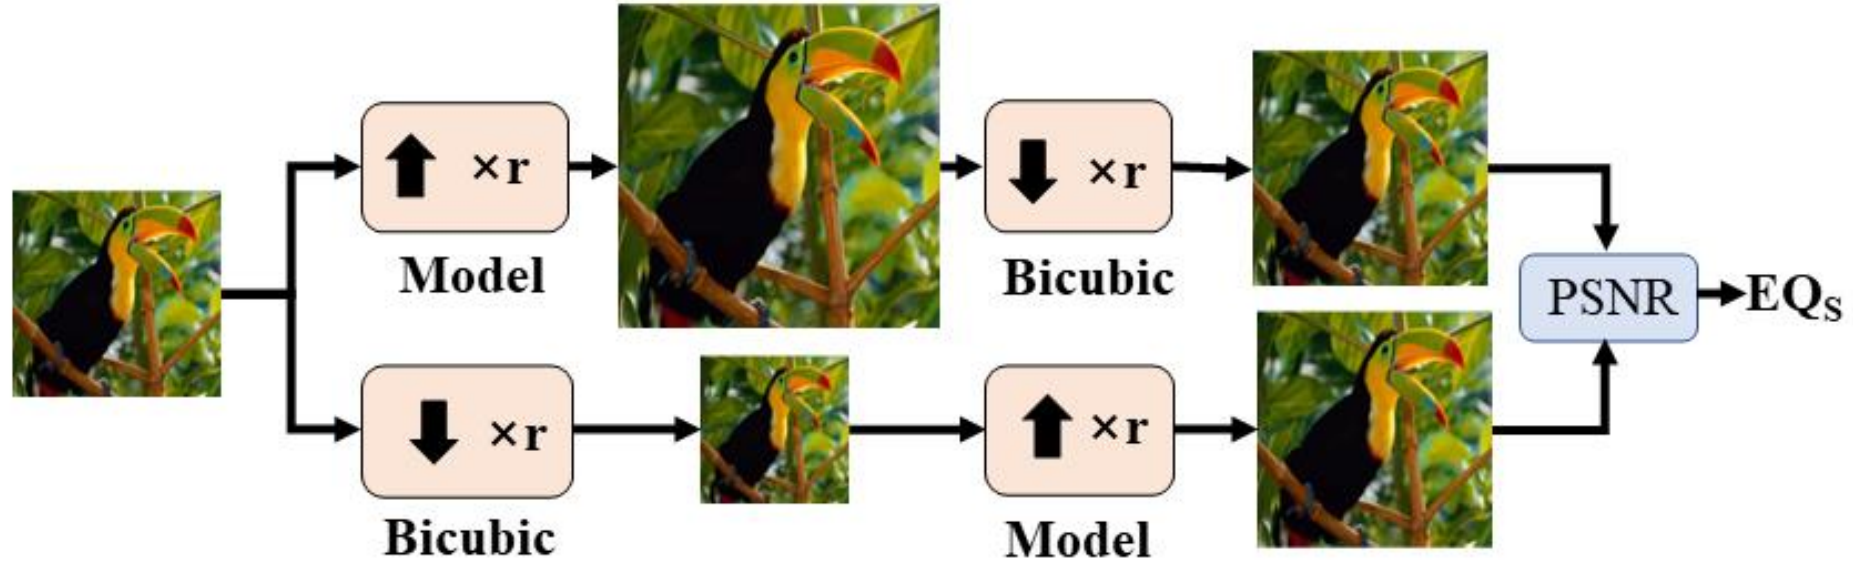 ×r
Model
×r
Bicubic
PSNR
EQS
×r
Bicubic
×r
Model